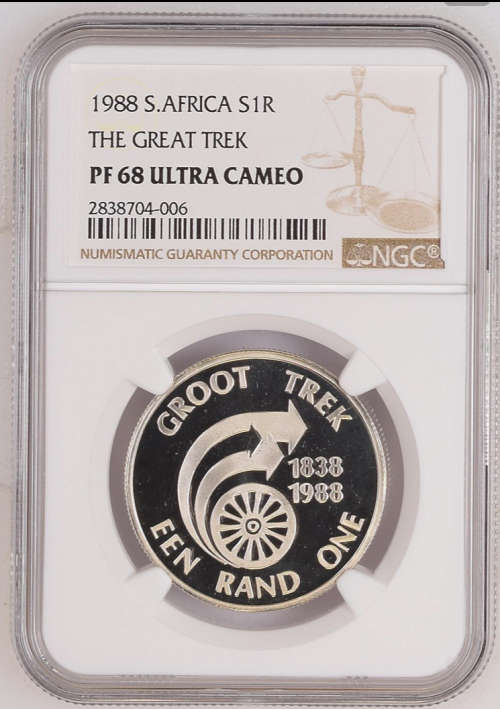 1988 S.AFRICA S1R
THE GREAT TREK
PF 68 ULTRA CAMEO
2838704-006
NUMISMATIC GUARANTY CORPORATION
NGC®
GROOT TREK
1838
1988
EEN RAND ONE